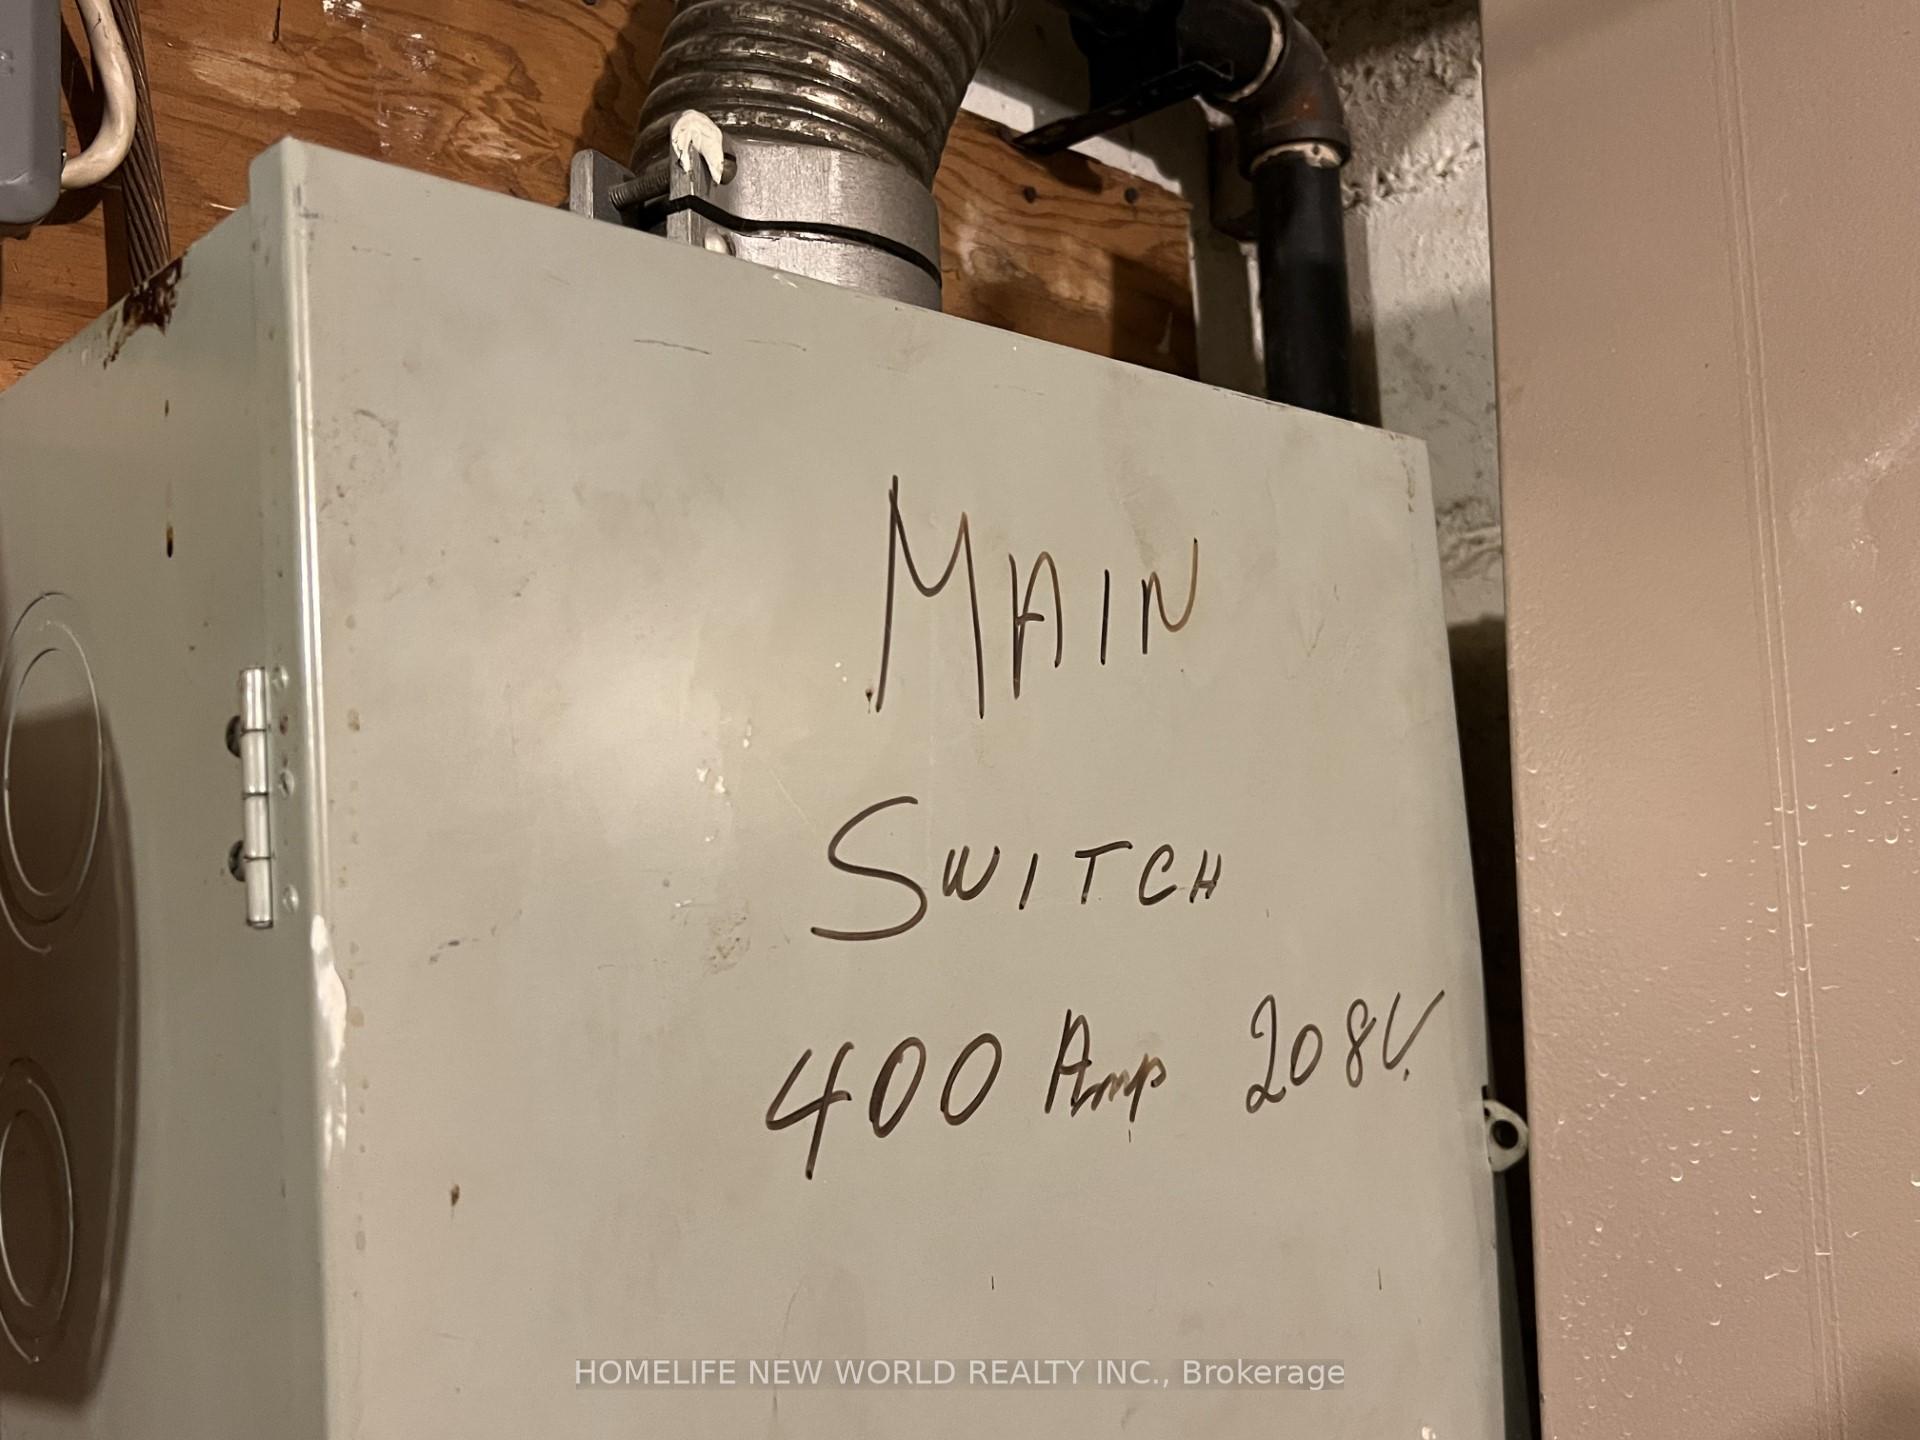 MAIN
SWITCH
400 Amp 208V.
HOMELIFE NEW WORLD REALTY INC., Brokerage